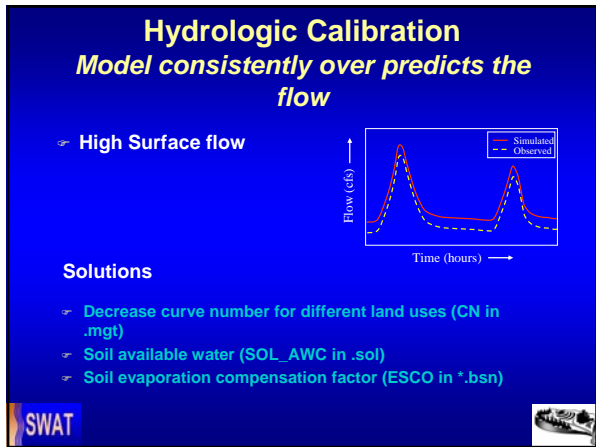 Hydrologic Calibration
Model consistently over predicts the
flow
☞ High Surface flow
Simulated
Observed
Flow (cfs)
Time (hours)
Solutions
☞ Decrease curve number for different land uses (CN in
.mgt)
☞ Soil available water (SOL_AWC in .sol)
☞ Soil evaporation compensation factor (ESCO in *.bsn)
SWAT